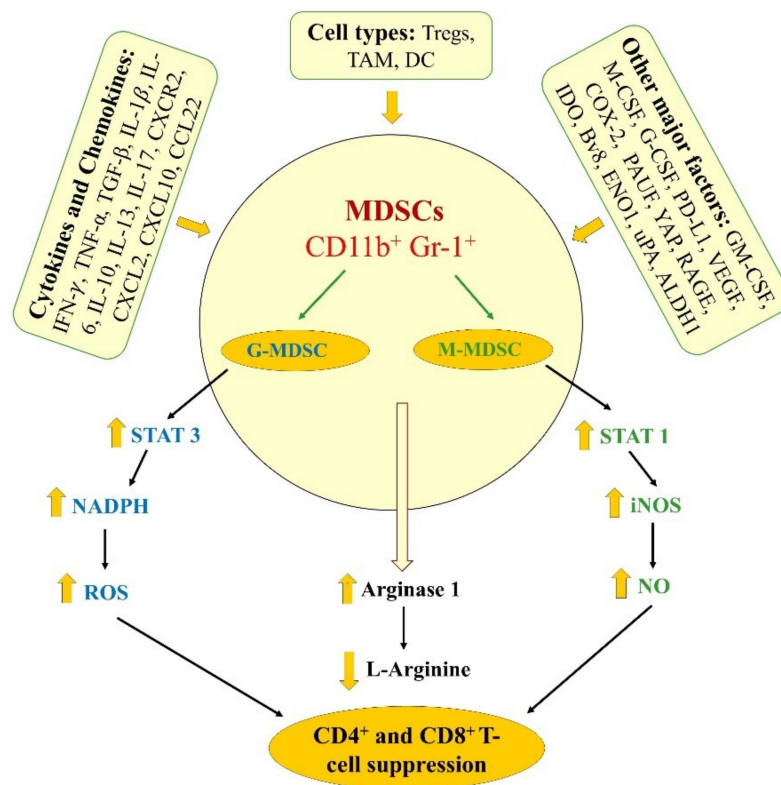 Cell types: Tregs,
TAM, DC
Cytokines and Chemokines:
IFN-γ, TNF-α, TGF-β, IL-1β, IL-
6, IL-10, IL-13, IL-17, CXCR2,
CXCL2, CXCL10, CCL22
Other major factors: GM-CSF,
M-CSF, G-CSF, PD-L1, VEGF,
COX-2, PAUF, YAP, RAGE,
IDO, Bv8, ENO1, uPA, ALDH1
MDSCs
CD11b⁺ Gr-1⁺
G-MDSC
M-MDSC
STAT 3
STAT 1
NADPH
iNOS
ROS
Arginase 1
NO
L-Arginine
CD4⁺ and CD8⁺ T-
cell suppression